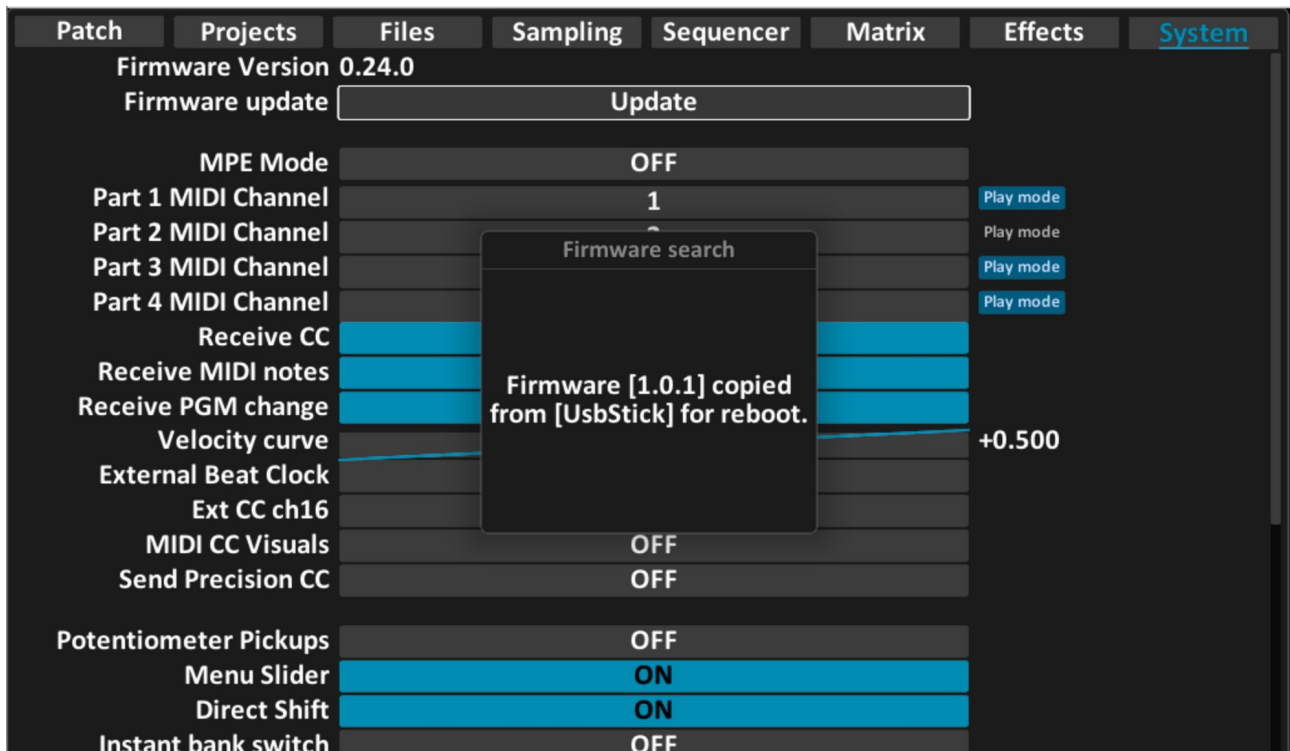 Patch Projects Files Sampling Sequencer Matrix Effects System
Firmware Version 0.24.0
Firmware update Update
MPE Mode OFF
Part 1 MIDI Channel 1 Play mode
Part 2 MIDI Channel Play mode
Part 3 MIDI Channel Play mode
Part 4 MIDI Channel Play mode
Receive CC
Receive MIDI notes
Receive PGM change
Velocity curve +0.500
External Beat Clock
Ext CC ch16
MIDI CC Visuals OFF
Send Precision CC OFF
Potentiometer Pickups OFF
Menu Slider ON
Direct Shift ON
Instant bank switch OFF
Firmware search
Firmware [1.0.1] copied
from [UsbStick] for reboot.